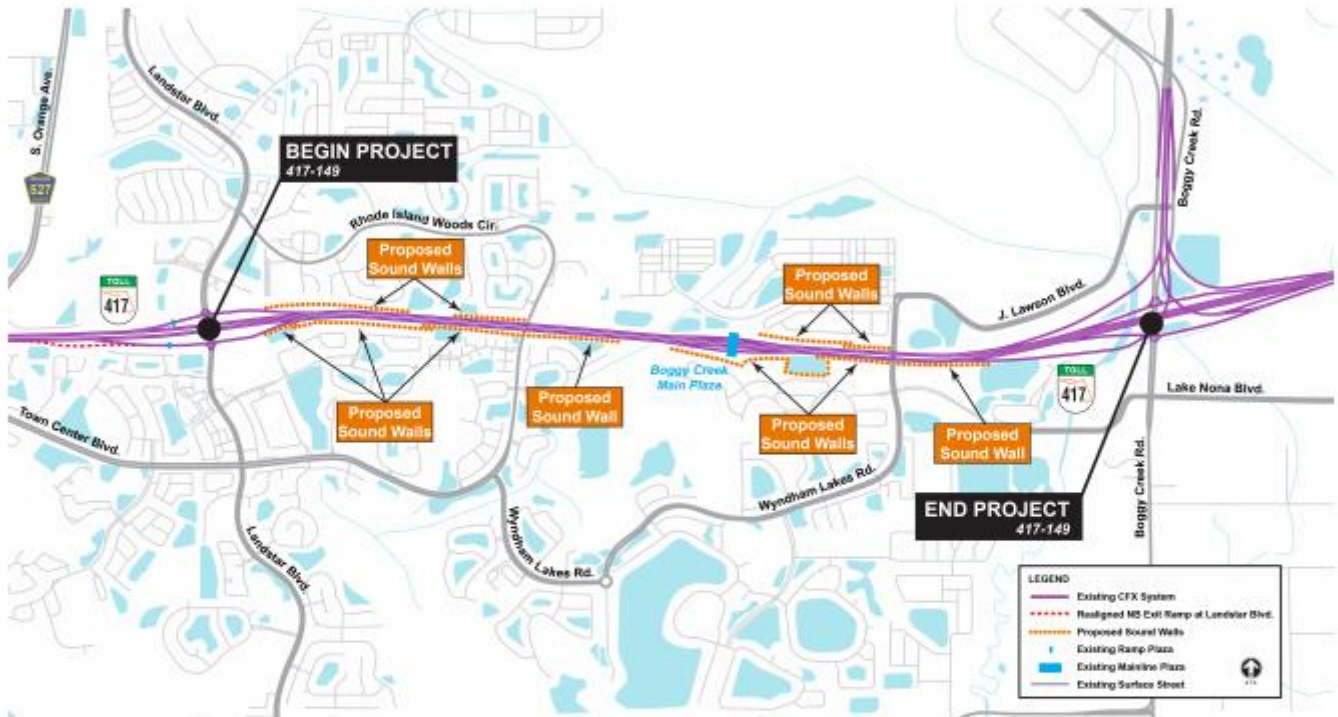 S. Orange Ave.
527
Landstar Blvd.
BEGIN PROJECT
417-149
Rhode Island Woods Cir.
Boggy Creek Rd.
Proposed
Sound Walls
Proposed
Sound Walls
TOLL
417
J. Lawson Blvd.
Boggy Creek
Main Plaza
TOLL
417
Lake Nona Blvd.
Proposed
Sound Walls
Proposed
Sound Wall
Proposed
Sound Walls
Proposed
Sound Wall
Town Center Blvd.
Wyndham Lakes Rd.
END PROJECT
417-149
Boggy Creek Rd.
Landstar Blvd.
Wyndham Lakes Rd.
LEGEND
Existing CFX System
Realigned NB Exit Ramp at Landstar Blvd.
Proposed Sound Walls
Existing Ramp Plaza
Existing Mainline Plaza
Existing Surface Street